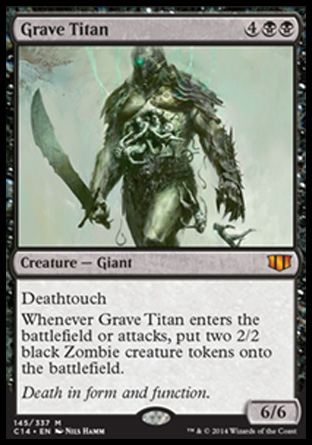 Grave Titan 4
Creature — Giant
Deathtouch
Whenever Grave Titan enters the
battlefield or attacks, put two 2/2
black Zombie creature tokens onto
the battlefield.
Death in form and function.
6/6
145/337 M
C14 • EN Nils Hamm
™ & © 2014 Wizards of the Coast